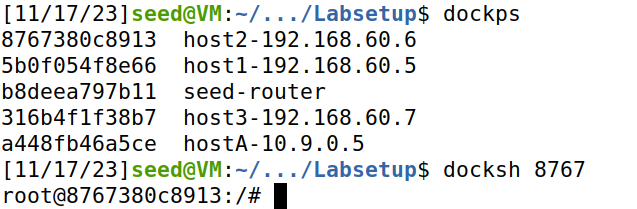 [11/17/23]seed@VM:~/.../Labsetup$ dockps
8767380c8913  host2-192.168.60.6
5b0f054f8e66  host1-192.168.60.5
b8deea797b11  seed-router
316b4f1f38b7  host3-192.168.60.7
a448fb46a5ce  hostA-10.9.0.5
[11/17/23]seed@VM:~/.../Labsetup$ docksh 8767
root@8767380c8913:/#